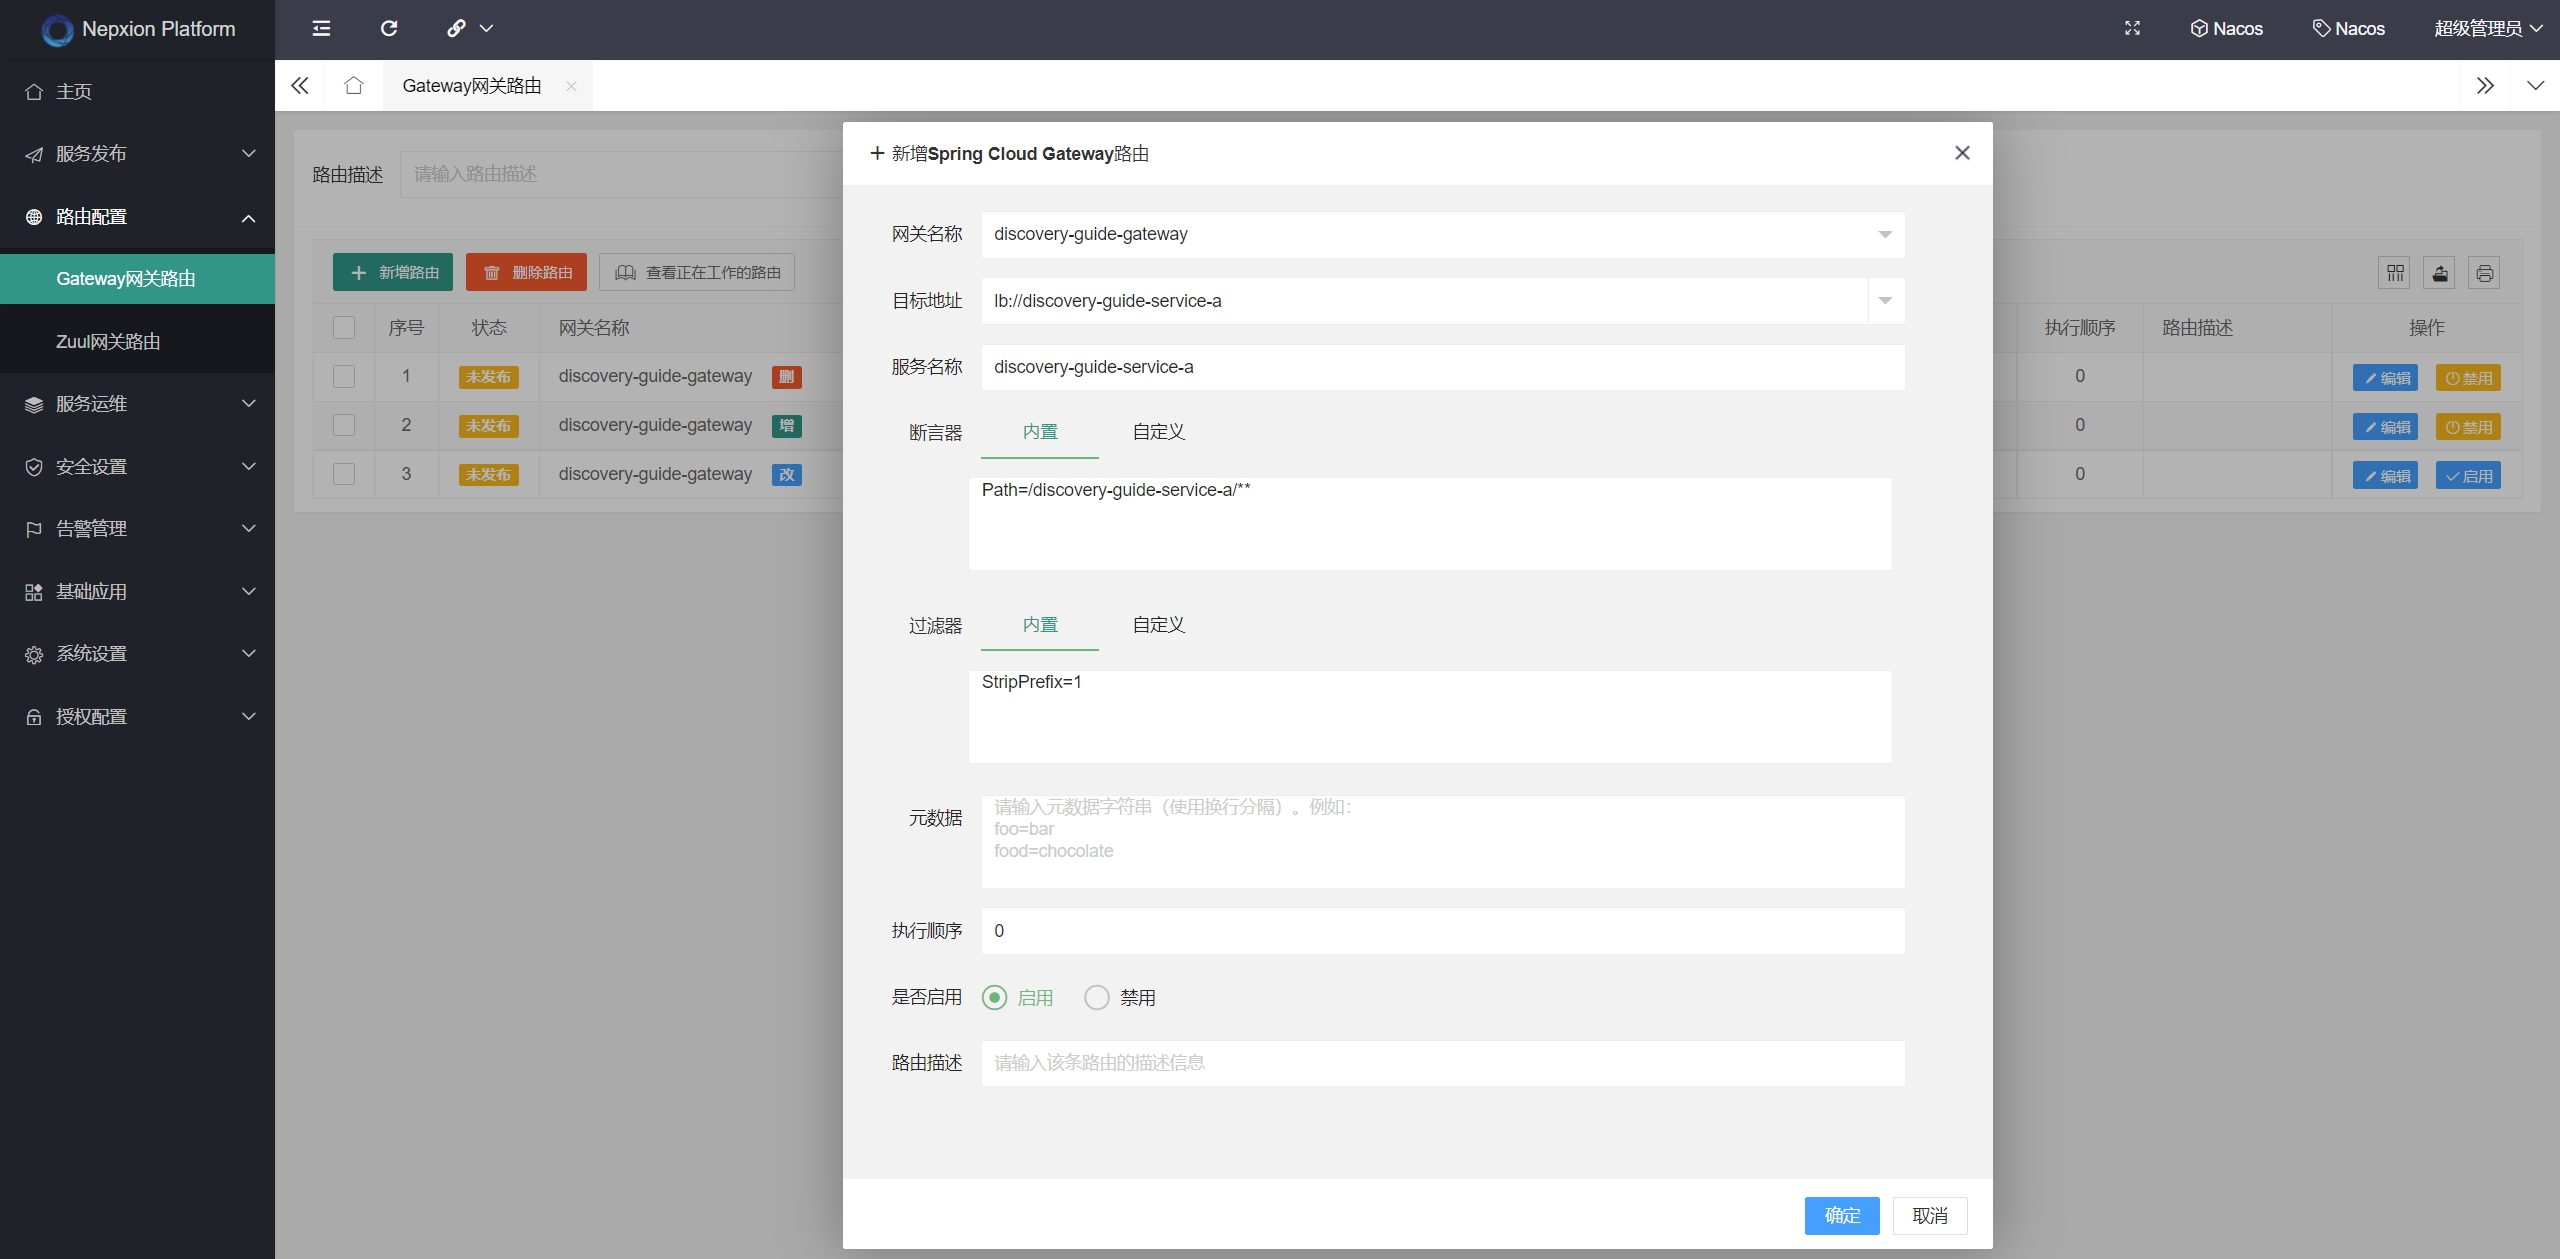 Nepxion Platform
Nacos
Nacos
超级管理员
主页
服务发布
路由配置
Gateway网关路由
Zuul网关路由
服务运维
安全设置
告警管理
基础应用
系统设置
授权配置
Gateway网关路由
路由描述 请输入路由描述
新增路由 删除路由 查看正在工作的路由
序号 状态 网关名称 执行顺序 路由描述 操作
1 未发布 discovery-guide-gateway 删 0 编辑 禁用
2 未发布 discovery-guide-gateway 增 0 编辑 禁用
3 未发布 discovery-guide-gateway 改 0 编辑 启用
新增Spring Cloud Gateway路由
网关名称 discovery-guide-gateway
目标地址 lb://discovery-guide-service-a
服务名称 discovery-guide-service-a
断言器 内置 自定义
Path=/discovery-guide-service-a/**
过滤器 内置 自定义
StripPrefix=1
元数据 请输入元数据字符串（使用换行分隔）。例如：
foo=bar
food=chocolate
执行顺序 0
是否启用 启用 禁用
路由描述 请输入该条路由的描述信息
确定 取消